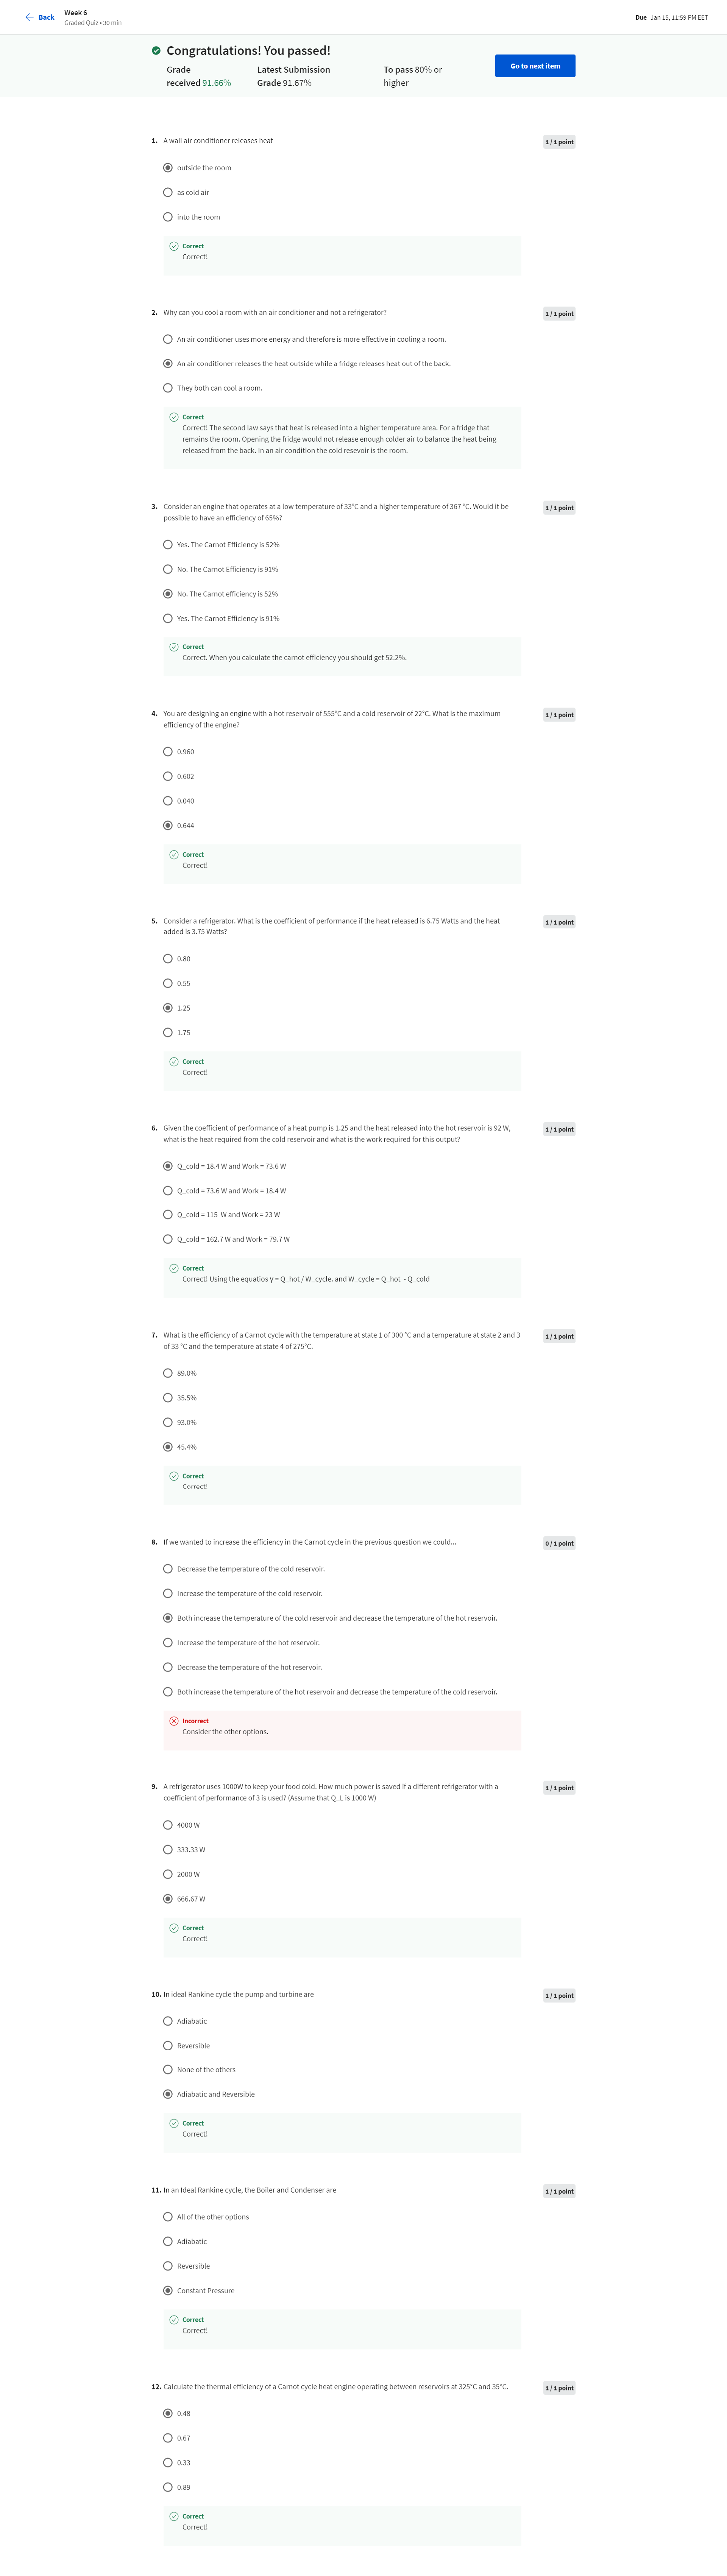 Back
Week 6
Graded Quiz • 30 min
Due Jan 15, 11:59 PM EET
Congratulations! You passed!
Grade
received 91.66%
Latest Submission
Grade 91.67%
To pass 80% or
higher
Go to next item
1. A wall air conditioner releases heat
1 / 1 point
outside the room
as cold air
into the room
Correct
Correct!
2. Why can you cool a room with an air conditioner and not a refrigerator?
1 / 1 point
An air conditioner uses more energy and therefore is more effective in cooling a room.
An air conditioner releases the heat outside while a fridge releases heat out of the back.
They both can cool a room.
Correct
Correct! The second law says that heat is released into a higher temperature area. For a fridge that
remains the room. Opening the fridge would not release enough colder air to balance the heat being
released from the back. In an air condition the cold resevoir is the room.
3. Consider an engine that operates at a low temperature of 33°C and a higher temperature of 367 °C. Would it be
possible to have an efficiency of 65%?
1 / 1 point
Yes. The Carnot Efficiency is 52%
No. The Carnot Efficiency is 91%
No. The Carnot efficiency is 52%
Yes. The Carnot Efficiency is 91%
Correct
Correct. When you calculate the carnot efficiency you should get 52.2%.
4. You are designing an engine with a hot reservoir of 555°C and a cold reservoir of 22°C. What is the maximum
efficiency of the engine?
1 / 1 point
0.960
0.602
0.040
0.644
Correct
Correct!
5. Consider a refrigerator. What is the coefficient of performance if the heat released is 6.75 Watts and the heat
added is 3.75 Watts?
1 / 1 point
0.80
0.55
1.25
1.75
Correct
Correct!
6. Given the coefficient of performance of a heat pump is 1.25 and the heat released into the hot reservoir is 92 W,
what is the heat required from the cold reservoir and what is the work required for this output?
1 / 1 point
Q_cold = 18.4 W and Work = 73.6 W
Q_cold = 73.6 W and Work = 18.4 W
Q_cold = 115 W and Work = 23 W
Q_cold = 162.7 W and Work = 79.7 W
Correct
Correct! Using the equatios γ = Q_hot / W_cycle. and W_cycle = Q_hot - Q_cold
7. What is the efficiency of a Carnot cycle with the temperature at state 1 of 300 °C and a temperature at state 2 and 3
of 33 °C and the temperature at state 4 of 275°C.
1 / 1 point
89.0%
35.5%
93.0%
45.4%
Correct
Correct!
8. If we wanted to increase the efficiency in the Carnot cycle in the previous question we could...
0 / 1 point
Decrease the temperature of the cold reservoir.
Increase the temperature of the cold reservoir.
Both increase the temperature of the cold reservoir and decrease the temperature of the hot reservoir.
Increase the temperature of the hot reservoir.
Decrease the temperature of the hot reservoir.
Both increase the temperature of the hot reservoir and decrease the temperature of the cold reservoir.
Incorrect
Consider the other options.
9. A refrigerator uses 1000W to keep your food cold. How much power is saved if a different refrigerator with a
coefficient of performance of 3 is used? (Assume that Q_L is 1000 W)
1 / 1 point
4000 W
333.33 W
2000 W
666.67 W
Correct
Correct!
10. In ideal Rankine cycle the pump and turbine are
1 / 1 point
Adiabatic
Reversible
None of the others
Adiabatic and Reversible
Correct
Correct!
11. In an Ideal Rankine cycle, the Boiler and Condenser are
1 / 1 point
All of the other options
Adiabatic
Reversible
Constant Pressure
Correct
Correct!
12. Calculate the thermal efficiency of a Carnot cycle heat engine operating between reservoirs at 325°C and 35°C.
1 / 1 point
0.48
0.67
0.33
0.89
Correct
Correct!